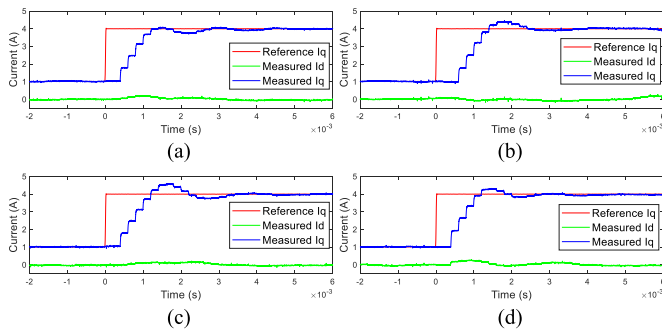 5
4
3
2
1
0
Current (A)
Reference Iq
Measured Id
Measured Iq
-2 -1 0 1 2 3 4 5 6
Time (s)
×10⁻³
(a)
5
4
3
2
1
0
Current (A)
Reference Iq
Measured Id
Measured Iq
-2 -1 0 1 2 3 4 5 6
Time (s)
×10⁻³
(b)
5
4
3
2
1
0
Current (A)
Reference Iq
Measured Id
Measured Iq
-2 -1 0 1 2 3 4 5 6
Time (s)
×10⁻³
(c)
5
4
3
2
1
0
Current (A)
Reference Iq
Measured Id
Measured Iq
-2 -1 0 1 2 3 4 5 6
Time (s)
×10⁻³
(d)